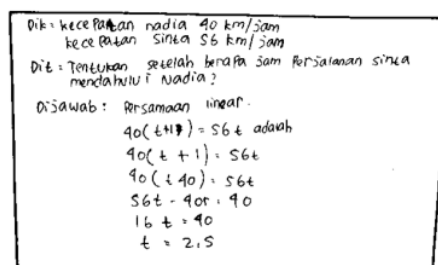 Dik : kecepatan nadia 40 km/jam
kecepatan sinta 56 km/jam
Dit : Tentukan setelah berapa jam Perjalanan sinta
mendahului Nadia ?
Dijawab : Persamaan linear.
40(t+1) = 56t adalah
40(t + 1) = 56t
40(t 40) = 56t
56t - 40t = 40
16 t = 40
t = 2,5